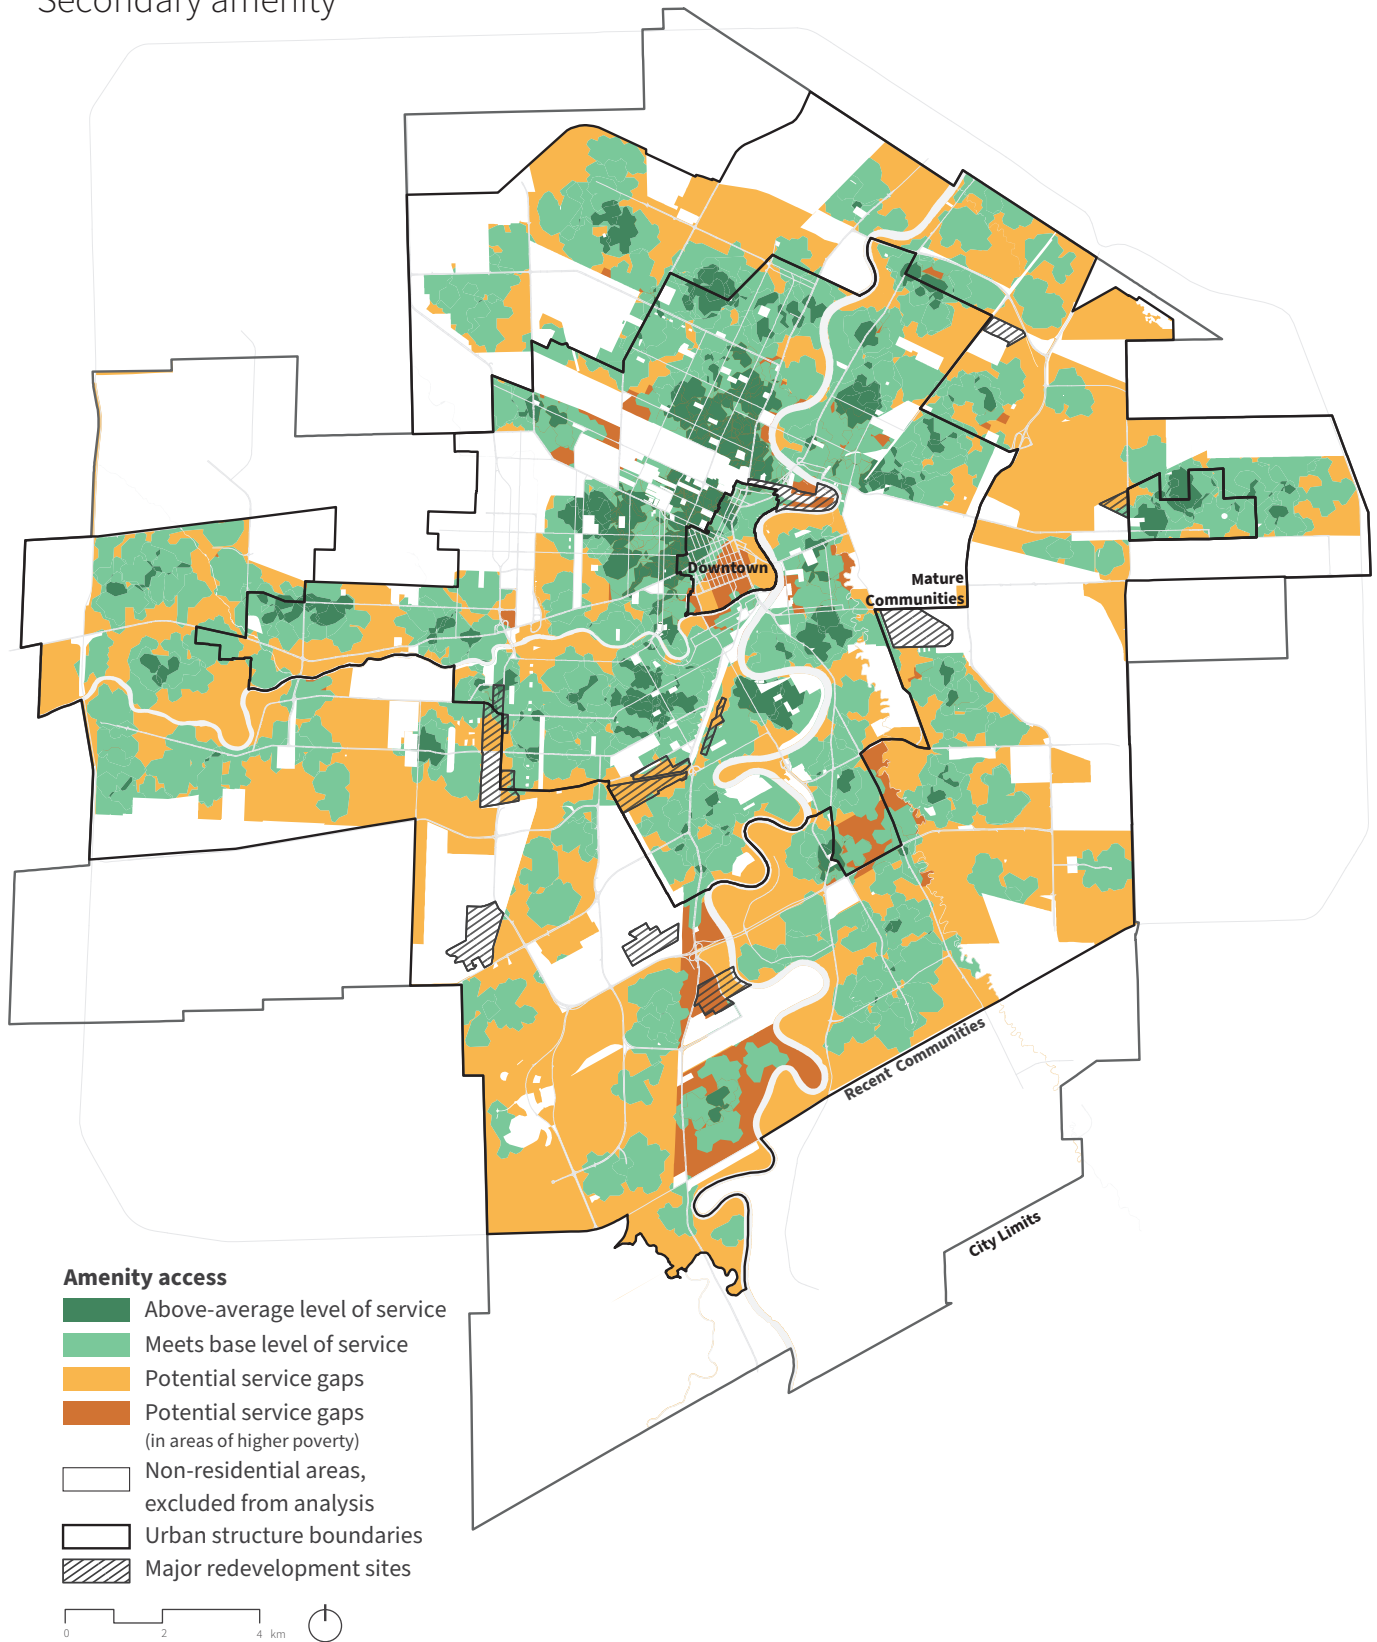 Secondary amenity
Downtown
Mature
Communities
Recent Communities
City Limits
Amenity access
Above-average level of service
Meets base level of service
Potential service gaps
Potential service gaps
(in areas of higher poverty)
Non-residential areas,
excluded from analysis
Urban structure boundaries
Major redevelopment sites
0 2 4 km